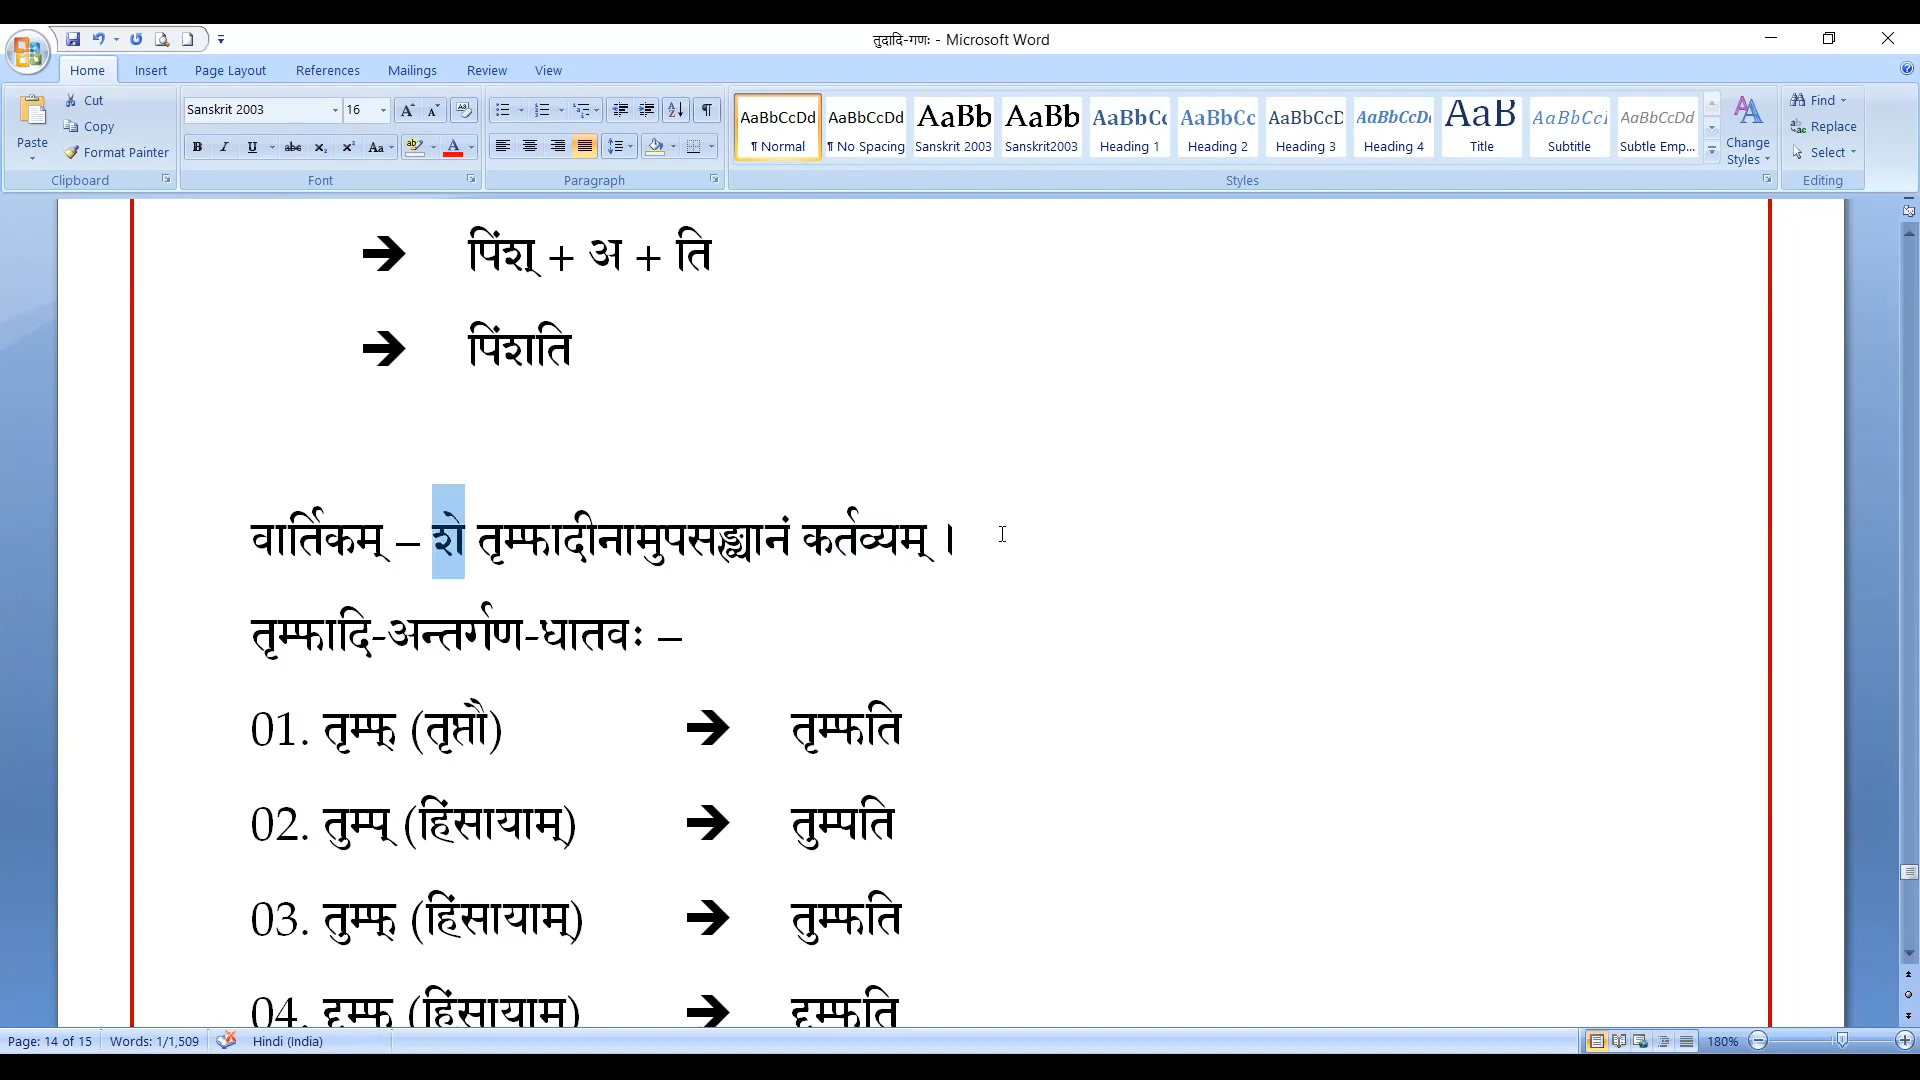 तुदादि-गणः - Microsoft Word
Home Insert Page Layout References Mailings Review View
Paste Cut Copy Format Painter
Clipboard
Sanskrit 2003 16
Font
Paragraph
AaBbCcDd AaBbCcDd AaBb AaBb AaBbCc AaBbCc AaBbCcD AaBbCcDı AaB AaBbCcl AaBbCcDd
¶ Normal ¶ No Spacing Sanskrit 2003 Sanskrit2003 Heading 1 Heading 2 Heading 3 Heading 4 Title Subtitle Subtle Emp...
Change Styles
Styles
Find
Replace
Select
Editing
➔ पिंश् + अ + ति
➔ पिंशति
वार्तिकम् – शे तृम्फादीनामुपसङ्ख्यानं कर्तव्यम् ।
तृम्फादि-अन्तर्गण-धातवः –
01. तृम्फ् (तृप्तौ) ➔ तृम्फति
02. तुम्प् (हिंसायाम्) ➔ तुम्पति
03. तुम्फ् (हिंसायाम्) ➔ तुम्फति
04. दृम्फ् (हिंसायाम्) ➔ दृम्फति
Page: 14 of 15 Words: 1/1,509 Hindi (India) 180%